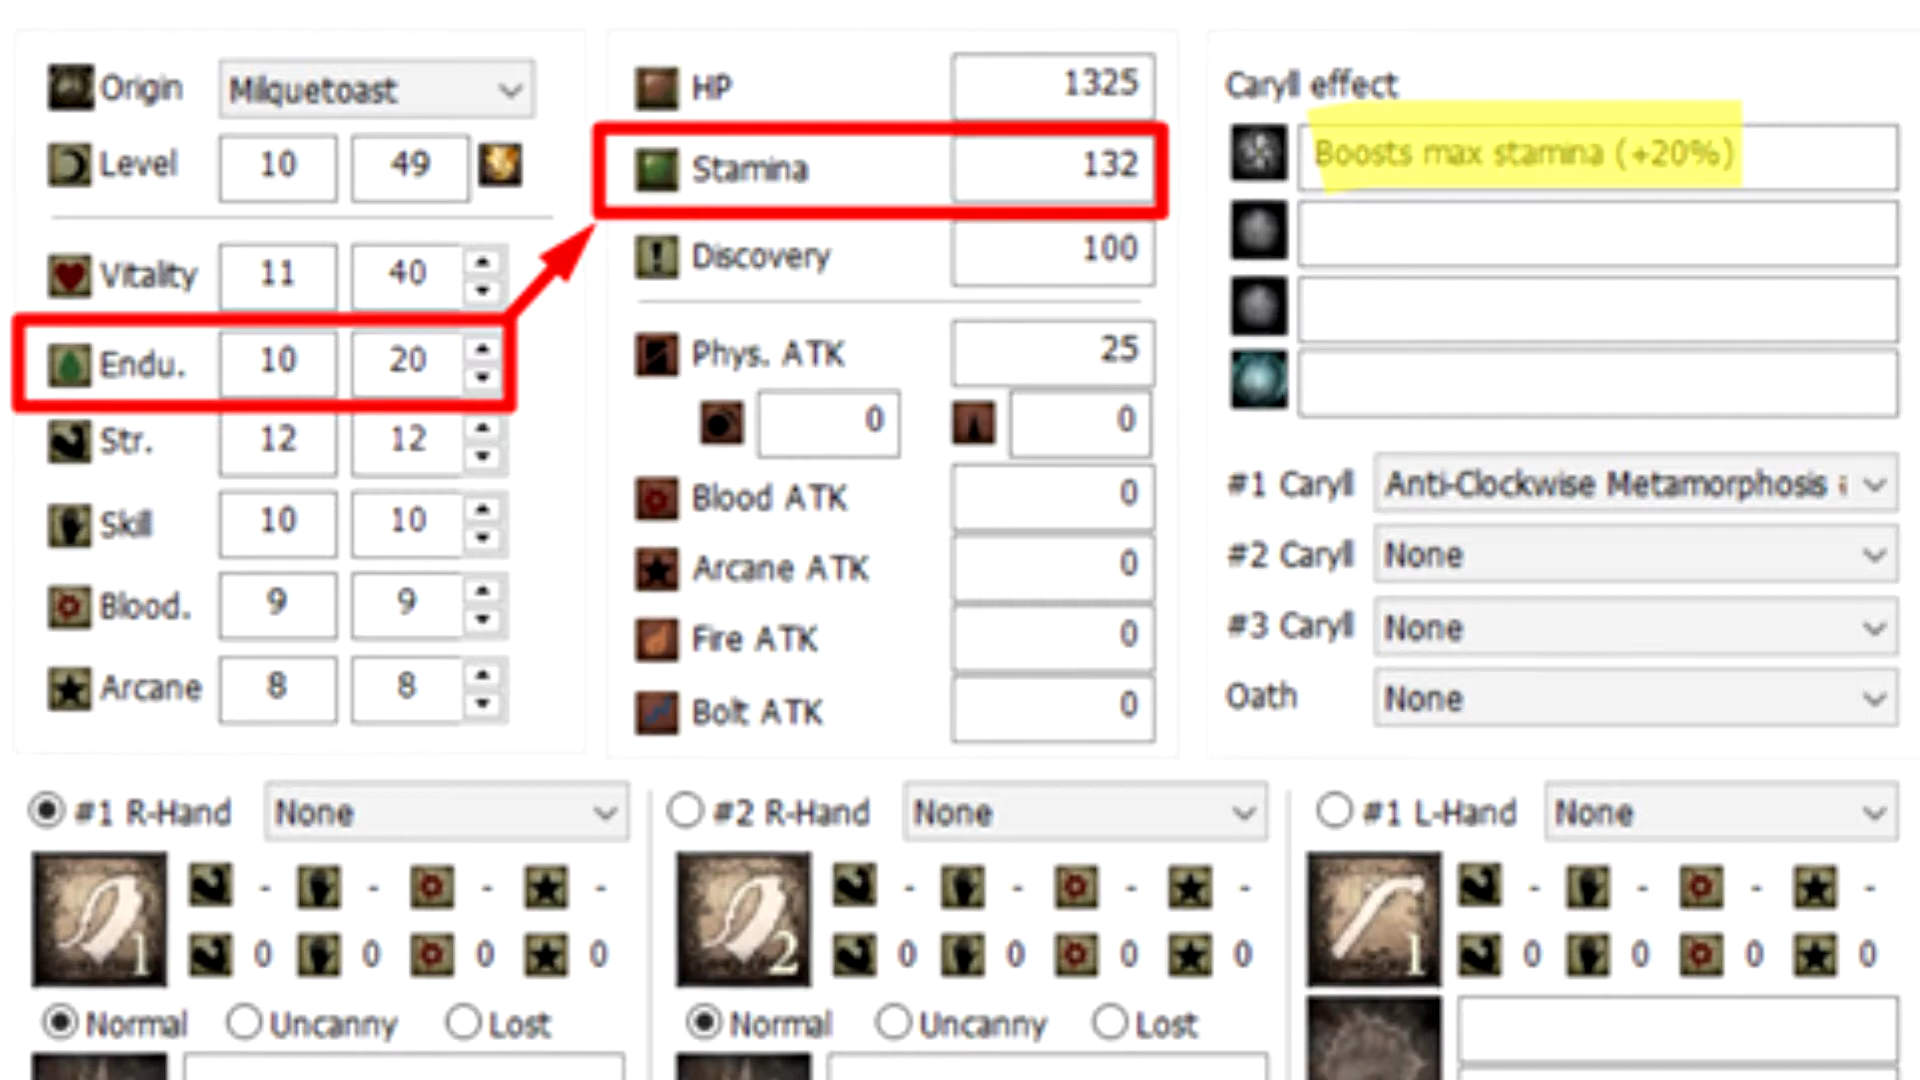 Origin Milquetoast
Level 10 49
Vitality 11 40
Endu. 10 20
Str. 12 12
Skill 10 10
Blood. 9 9
Arcane 8 8
HP 1325
Stamina 132
Discovery 100
Phys. ATK 25
0 0
Blood ATK 0
Arcane ATK 0
Fire ATK 0
Bolt ATK 0
Caryll effect
Boosts max stamina (+20%)
#1 Caryll Anti-Clockwise Metamorphosis
#2 Caryll None
#3 Caryll None
Oath None
#1 R-Hand None
1 - - - -
0 0 0 0
Normal Uncanny Lost
#2 R-Hand None
2 - - - -
0 0 0 0
Normal Uncanny Lost
#1 L-Hand None
1 - - - -
0 0 0 0